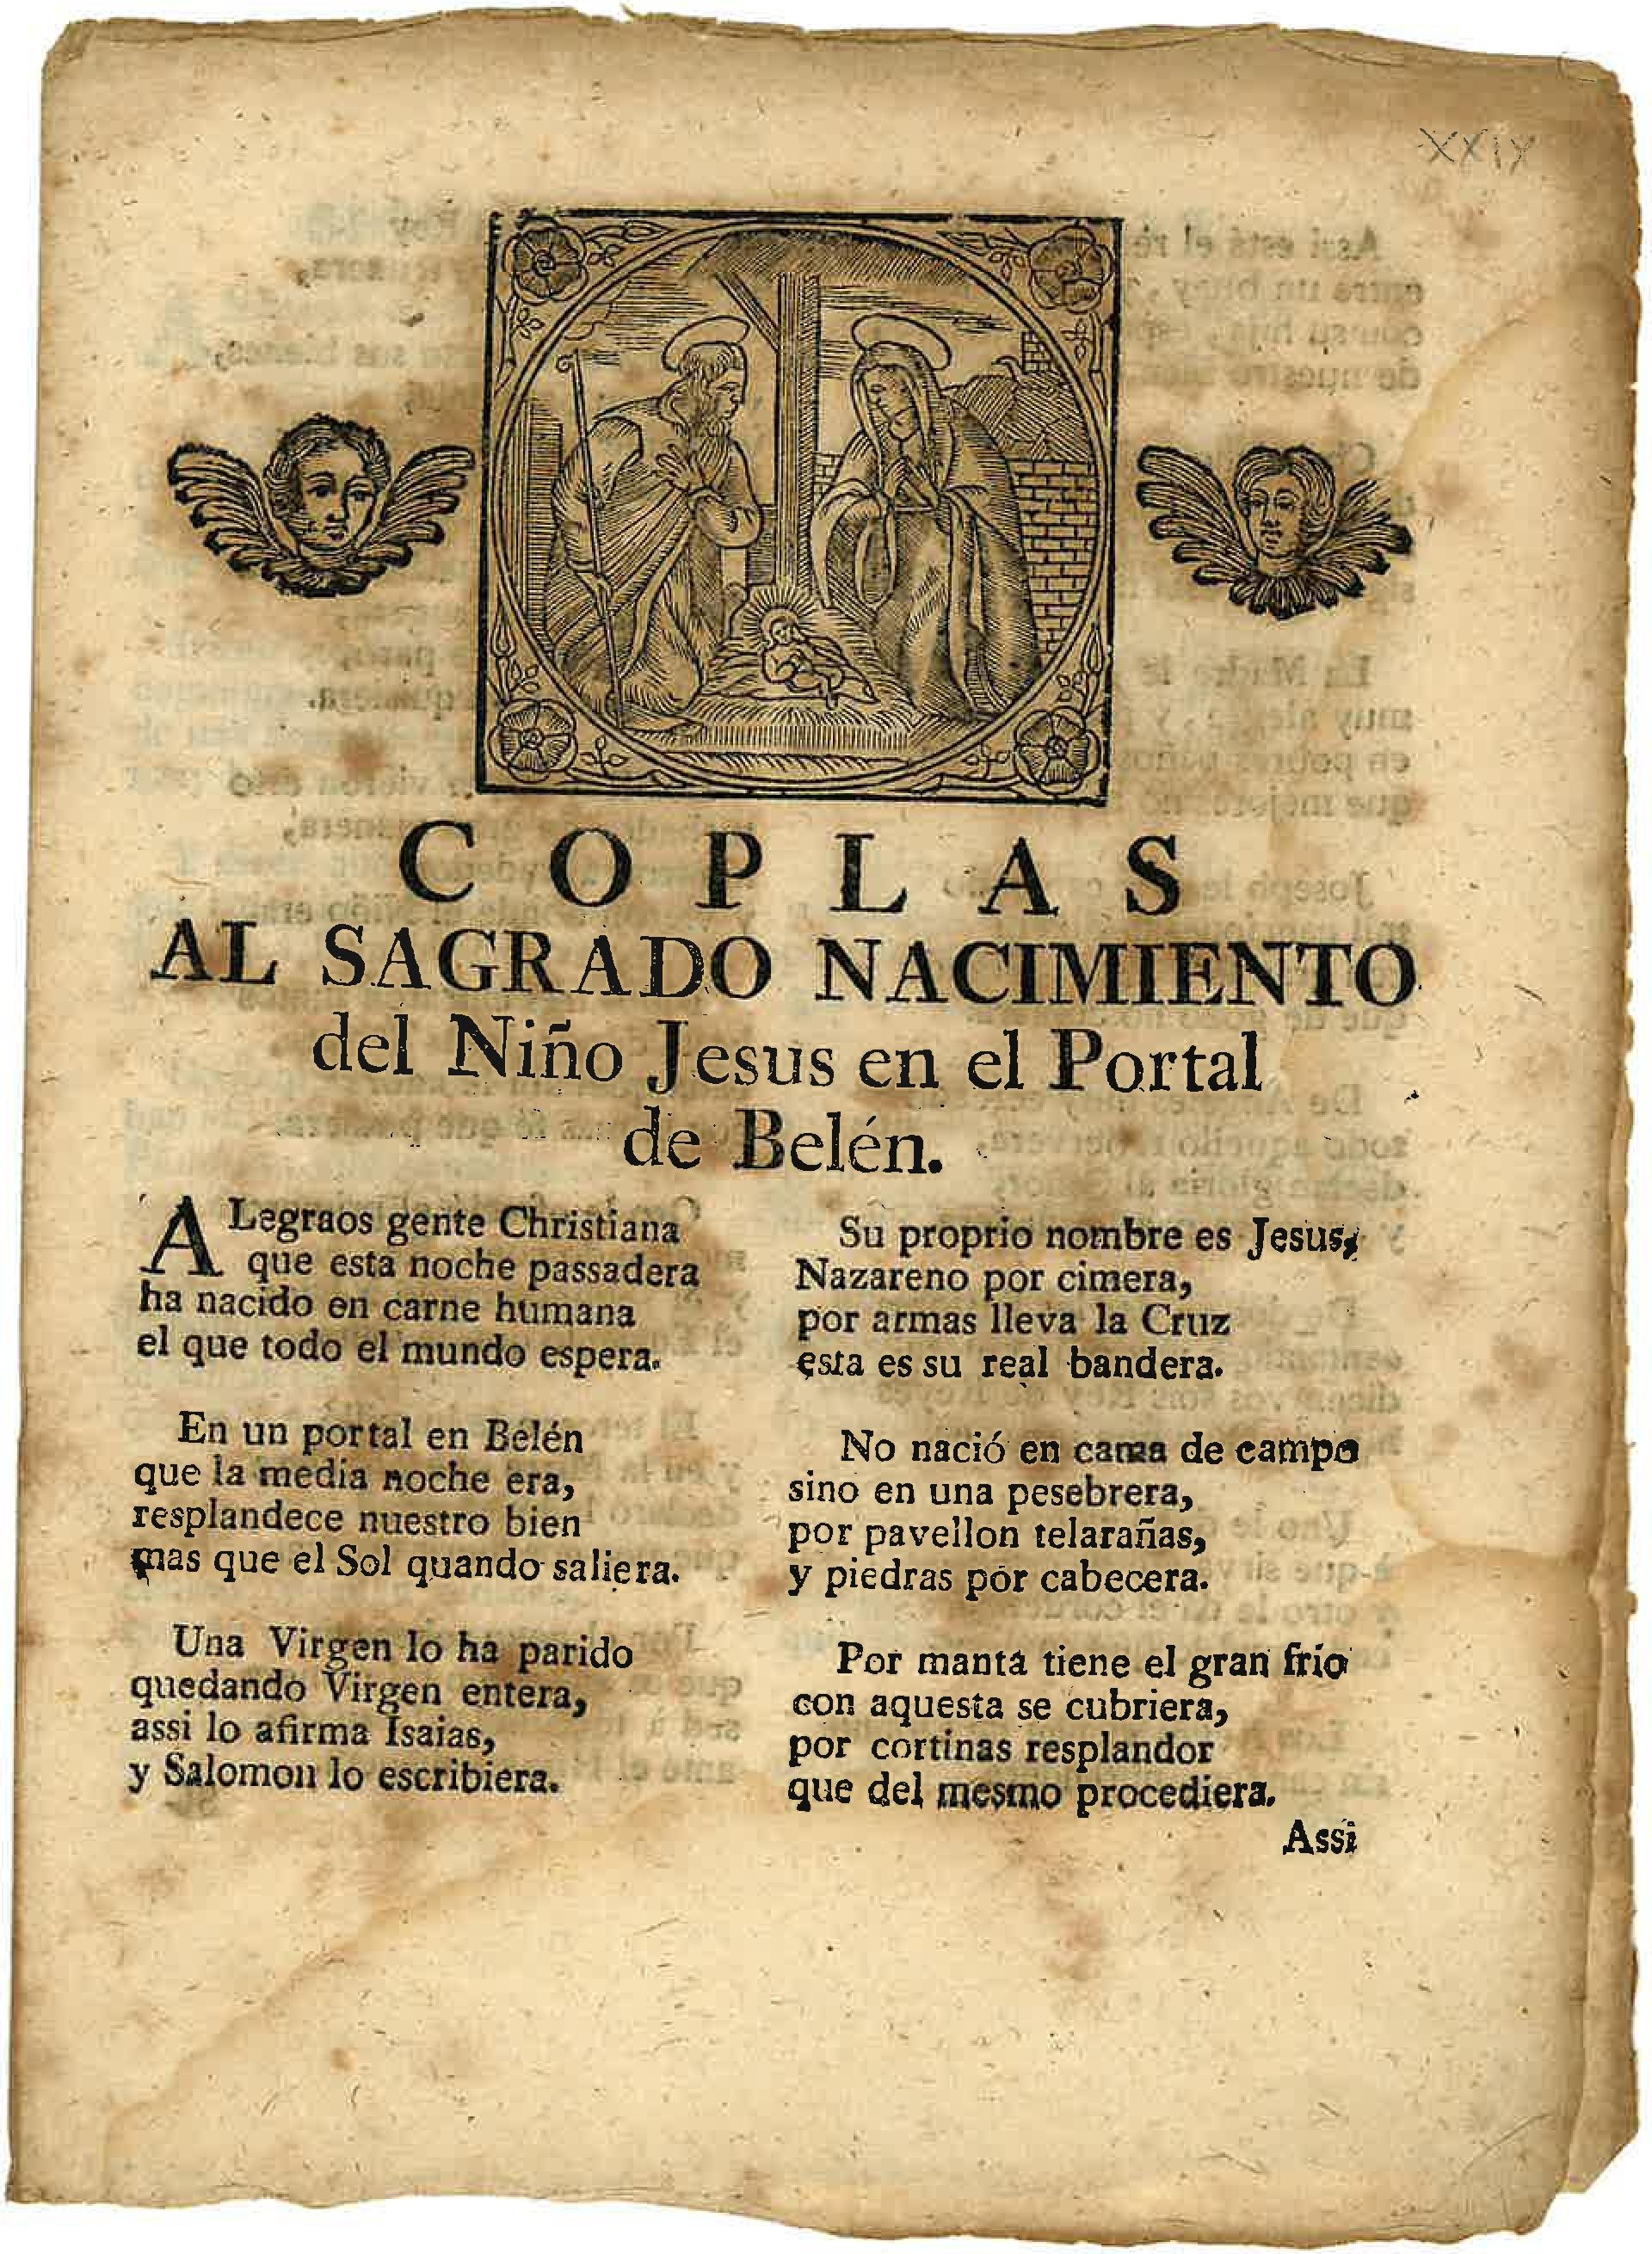 XXIX
COPLAS
AL SAGRADO NACIMIENTO
del Niño Jesus en el Portal
de Belén.
ALegraos gente Christiana
que esta noche passadera
ha nacido en carne humana
el que todo el mundo espera.
En un portal en Belén
que la media noche era,
resplandece nuestro bien
mas que el Sol quando saliera.
Una Virgen lo ha parido
quedando Virgen entera,
assi lo afirma Isaias,
y Salomon lo escribiera.
Su proprio nombre es Jesus,
Nazareno por cimera,
por armas lleva la Cruz
esta es su real bandera.
No nació en cama de campo
sino en una pesebrera,
por pavellon telarañas,
y piedras por cabecera.
Por manta tiene el gran frio
con aquesta se cubriera,
por cortinas resplandor
que del mesmo procediera.
Assi